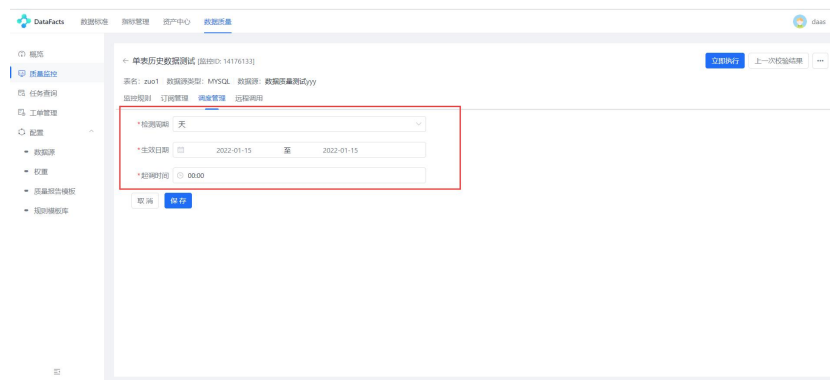 DataFacts 数据标准 指标管理 资产中心 数据质量 daas
概览
质量监控
任务查询
工单管理
配置
数据源
权重
质量报告模板
规则模板库
← 单表历史数据测试 [监控ID: 14176133] 立即执行 上一次校验结果 ···
表名: zuo1 数据源类型: MYSQL 数据源: 数据质量测试yyy
监控规则 订阅管理 调度管理 远程调用
*检测周期 天
*生效日期 2022-01-15 至 2022-01-15
*起调时间 00:00
取消 保存